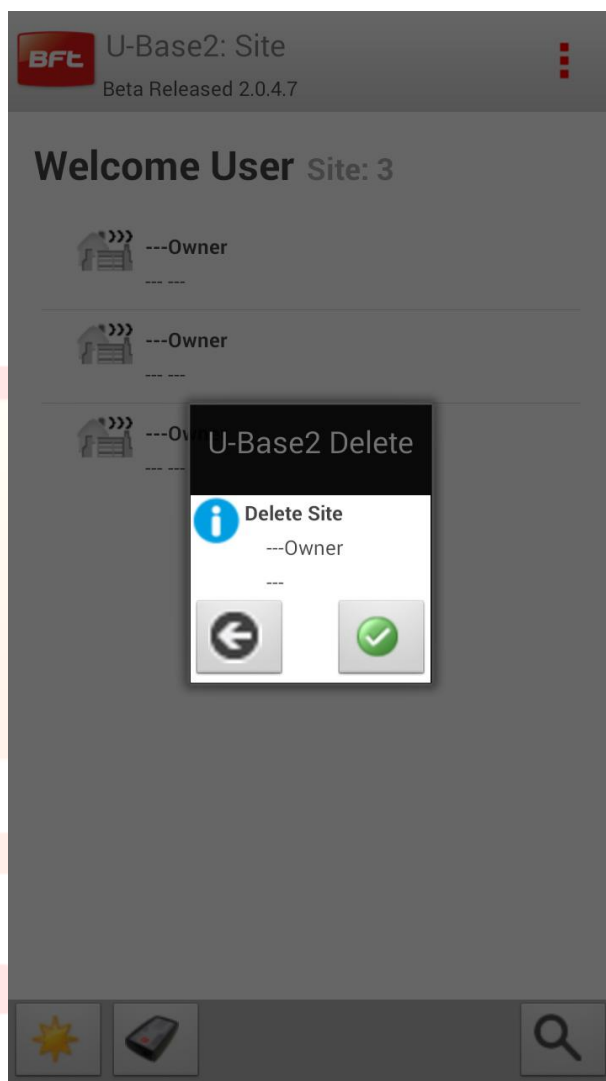 BFt
U-Base2: Site
Beta Released 2.0.4.7
Welcome User Site: 3
---Owner
--- ---
---Owner
--- ---
---Ow
--- ---
U-Base2 Delete
Delete Site
---Owner
---